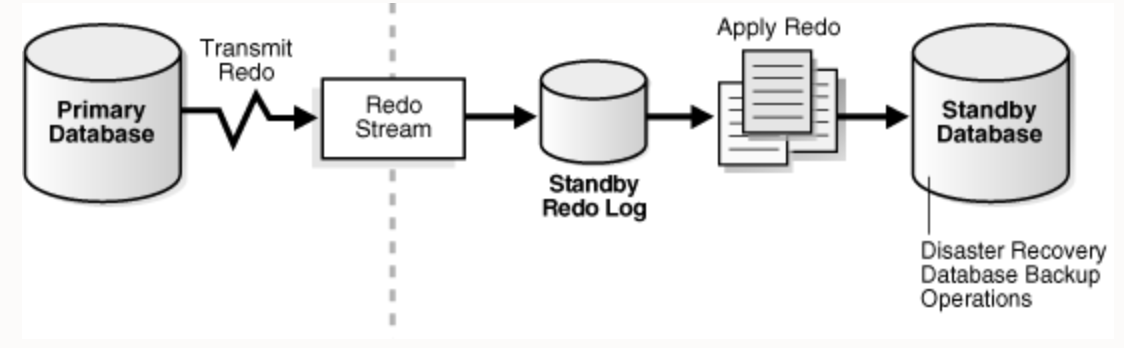 Primary
Database
Transmit
Redo
Redo
Stream
Standby
Redo Log
Apply Redo
Standby
Database
Disaster Recovery
Database Backup
Operations